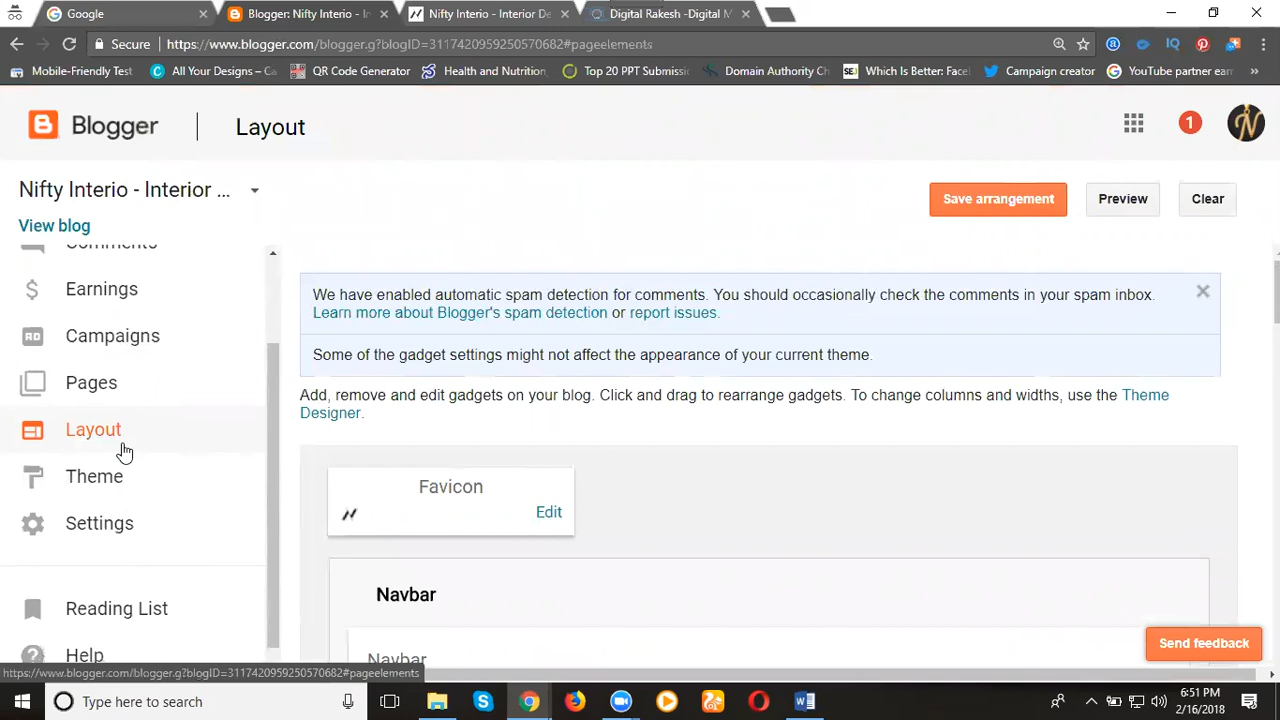 Google
Blogger: Nifty Interio - In
Nifty Interio - Interior De
Digital Rakesh -Digital M
Secure
https://www.blogger.com/blogger.g?blogID=3117420959250570682#pageelements
Mobile-Friendly Test
All Your Designs – Ca
QR Code Generator
Health and Nutrition
Top 20 PPT Submissi
Domain Authority Ch
Which Is Better: Face
Campaign creator
YouTube partner earn
Blogger
Layout
1
Nifty Interio - Interior ...
Save arrangement
Preview
Clear
View blog
Comments
Earnings
Campaigns
Pages
Layout
Theme
Settings
Reading List
Help
We have enabled automatic spam detection for comments. You should occasionally check the comments in your spam inbox.
Learn more about Blogger's spam detection or report issues.
Some of the gadget settings might not affect the appearance of your current theme.
Add, remove and edit gadgets on your blog. Click and drag to rearrange gadgets. To change columns and widths, use the Theme
Designer.
Favicon
Edit
Navbar
Navbar
Send feedback
https://www.blogger.com/blogger.g?blogID=3117420959250570682#pageelements
Type here to search
6:51 PM
2/16/2018